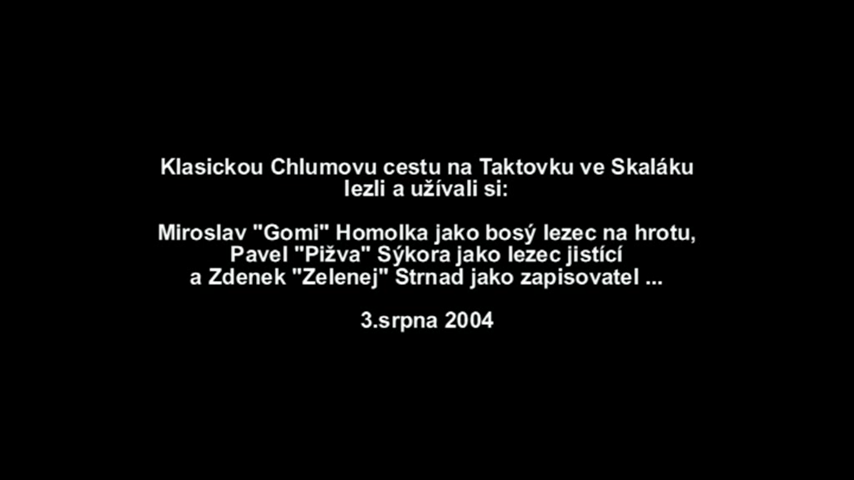 Klasickou Chlumovu cestu na Taktovku ve Skaláku
lezli a užívali si:
Miroslav "Gomi" Homolka jako bosý lezec na hrotu,
Pavel "Pižva" Sýkora jako lezec jistící
a Zdenek "Zelenej" Strnad jako zapisovatel ...
3.srpna 2004